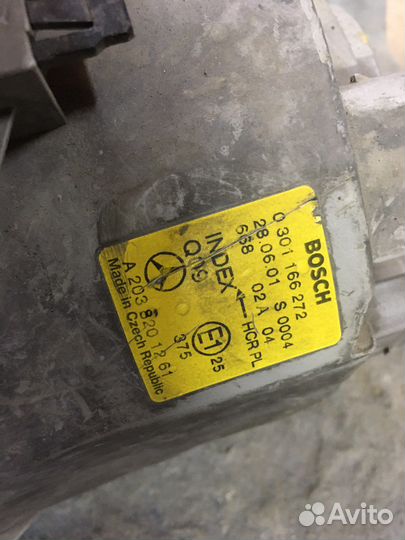 BOSCH
0 301 166 272
28.06.01 S 0004
668 02 A 04
INDEX HCR PL
E1 25
375
A 203 820 12 61
Made in Czech Republic
Avito